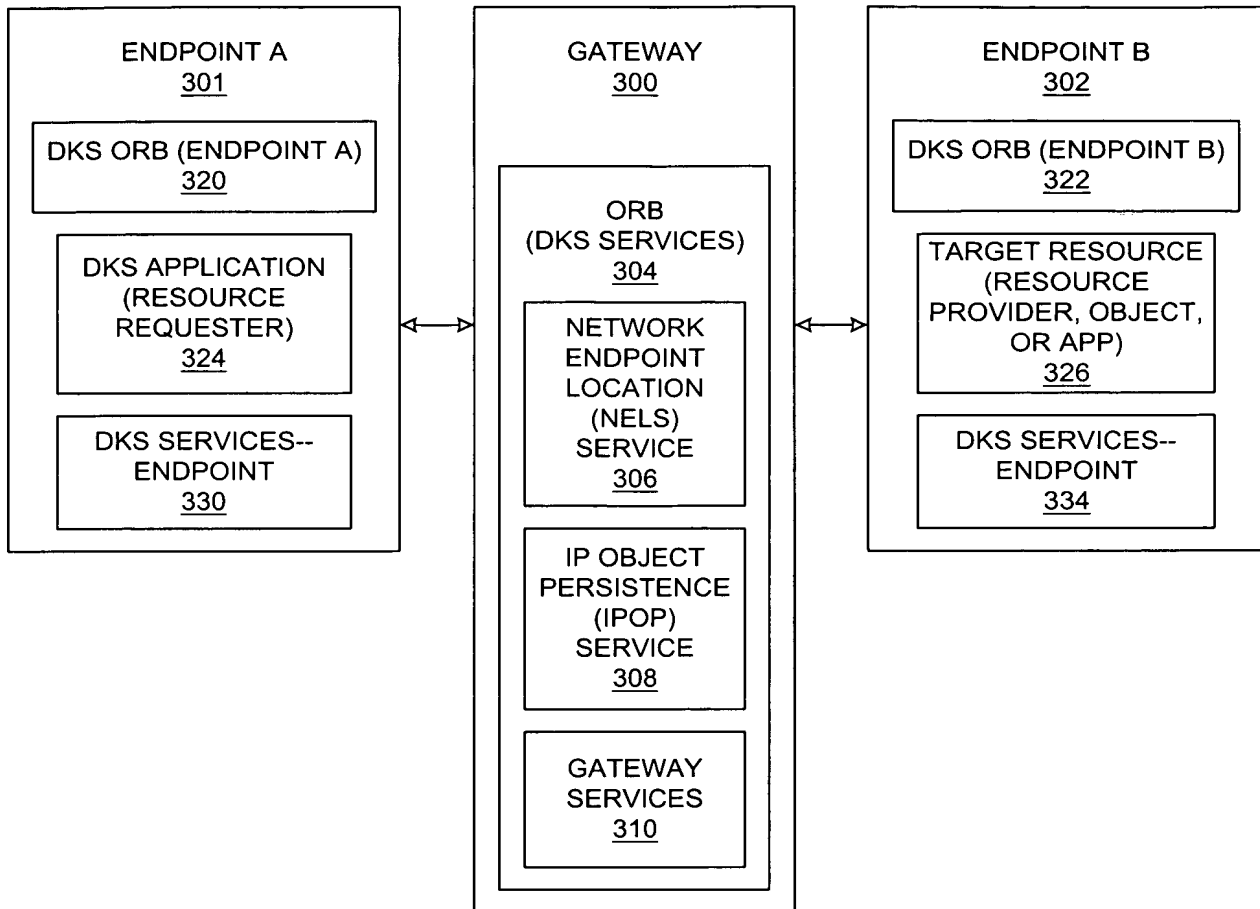 ENDPOINT A
301
DKS ORB (ENDPOINT A)
320
DKS APPLICATION
(RESOURCE
REQUESTER)
324
DKS SERVICES--
ENDPOINT
330
GATEWAY
300
ORB
(DKS SERVICES)
304
NETWORK
ENDPOINT
LOCATION
(NELS)
SERVICE
306
IP OBJECT
PERSISTENCE
(IPOP)
SERVICE
308
GATEWAY
SERVICES
310
ENDPOINT B
302
DKS ORB (ENDPOINT B)
322
TARGET RESOURCE
(RESOURCE
PROVIDER, OBJECT,
OR APP)
326
DKS SERVICES--
ENDPOINT
334